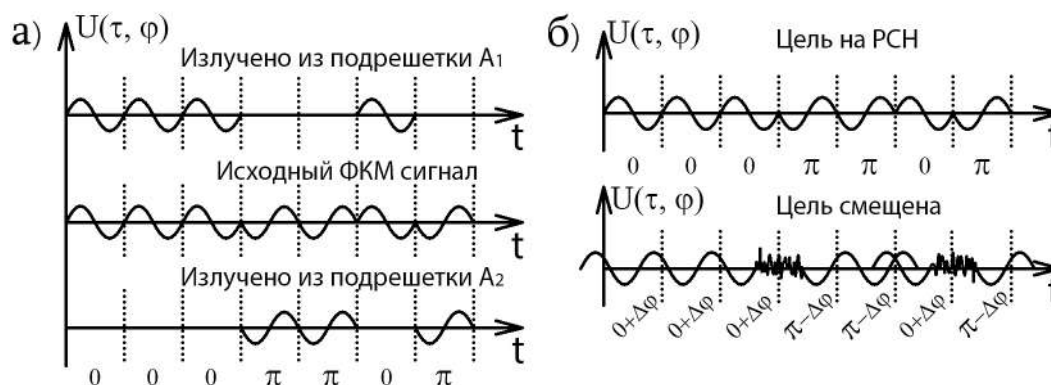 а)
U(τ, φ)
Излучено из подрешетки A1
t
Исходный ФКМ сигнал
t
Излучено из подрешетки A2
t
0 0 0 π π 0 π
б)
U(τ, φ)
Цель на РСН
t
0 0 0 π π 0 π
U(τ, φ)
Цель смещена
t
0+Δφ 0+Δφ 0+Δφ π−Δφ π−Δφ 0+Δφ π−Δφ